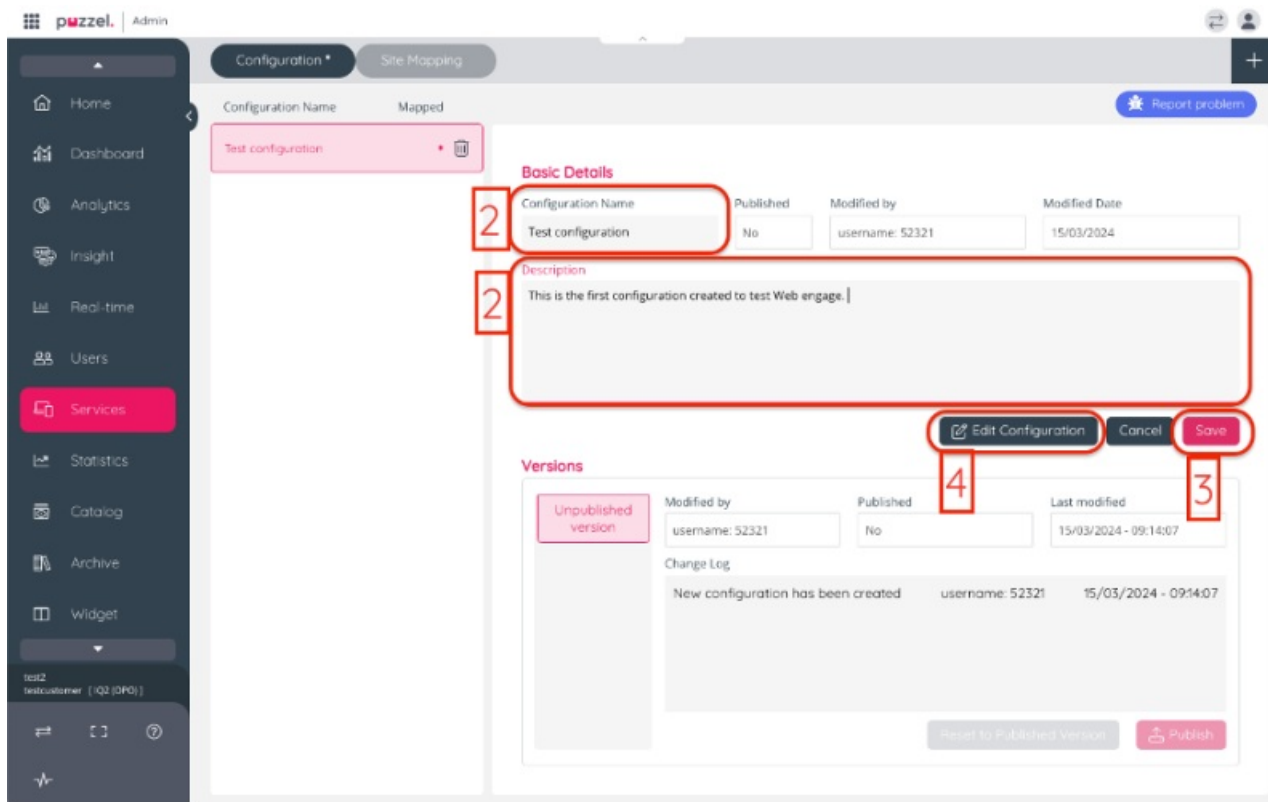 puzzel. Admin
Configuration *
Site Mapping
+
Home
Dashboard
Analytics
Insight
Real-time
Users
Services
Statistics
Catalog
Archive
Widget
test2
testcustomer [IQ2 (OPO)]
Configuration Name Mapped
Test configuration *
Report problem
Basic Details
2
Configuration Name Published Modified by Modified Date
Test configuration No username: 52321 15/03/2024
2
Description
This is the first configuration created to test Web engage.
Edit Configuration Cancel Save
4
3
Versions
Unpublished
version
Modified by Published Last modified
username: 52321 No 15/03/2024 - 09:14:07
Change Log
New configuration has been created username: 52321 15/03/2024 - 09:14:07
Reset to Published Version Publish